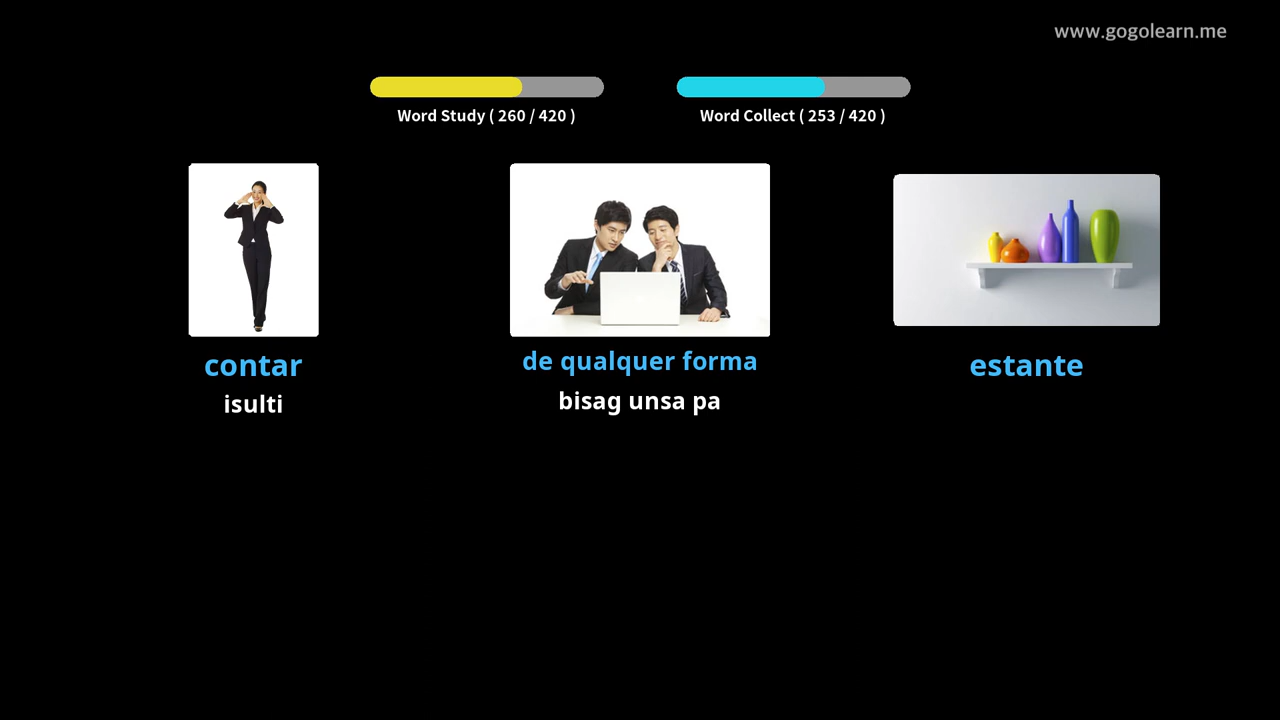 www.gogolearn.me
Word Study ( 260 / 420 )
Word Collect ( 253 / 420 )
contar
isulti
de qualquer forma
bisag unsa pa
estante